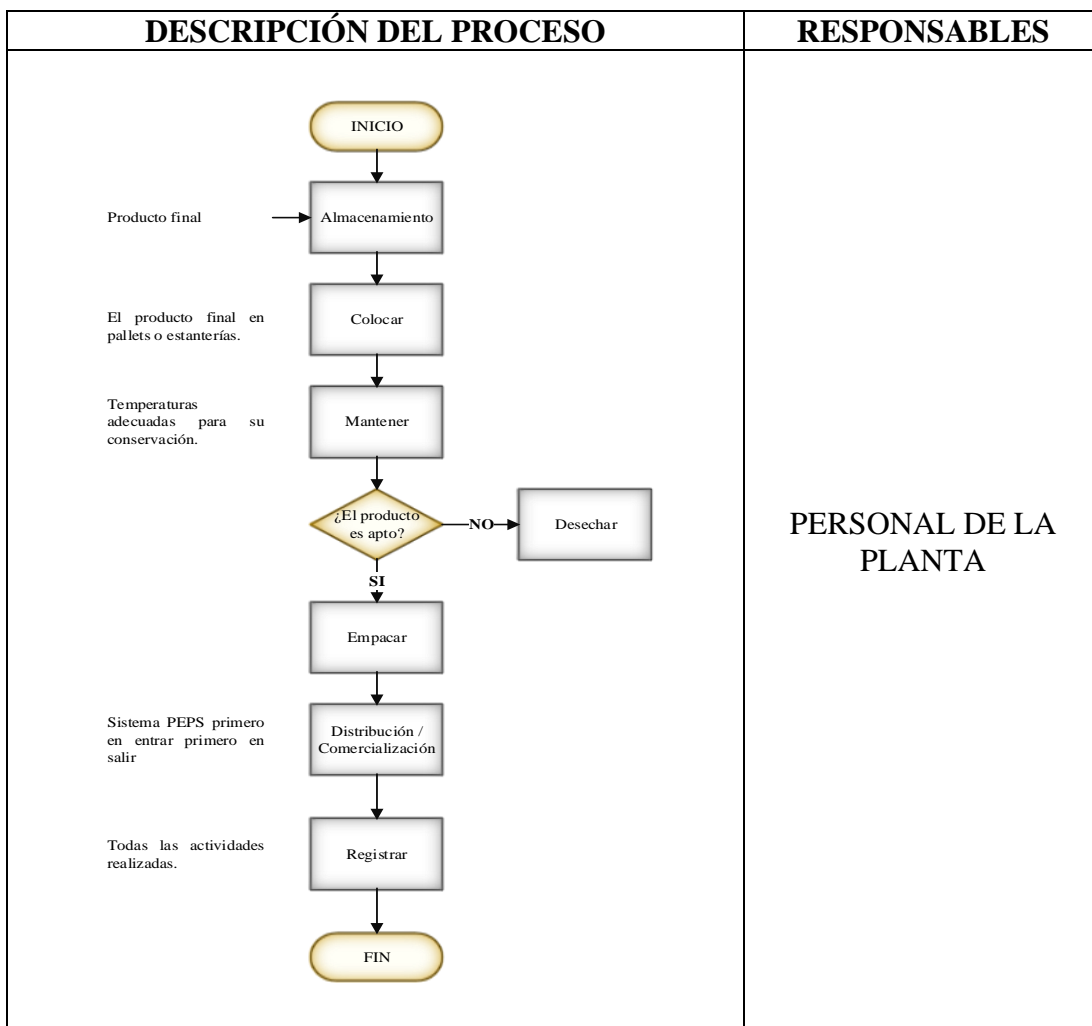 DESCRIPCIÓN DEL PROCESO
RESPONSABLES
INICIO
Producto final
Almacenamiento
El producto final en
pallets o estanterías.
Colocar
Temperaturas
adecuadas para su
conservación.
Mantener
¿El producto
es apto?
NO
Desechar
SI
Empacar
Sistema PEPS primero
en entrar primero en
salir
Distribución /
Comercialización
Todas las actividades
realizadas.
Registrar
FIN
PERSONAL DE LA
PLANTA